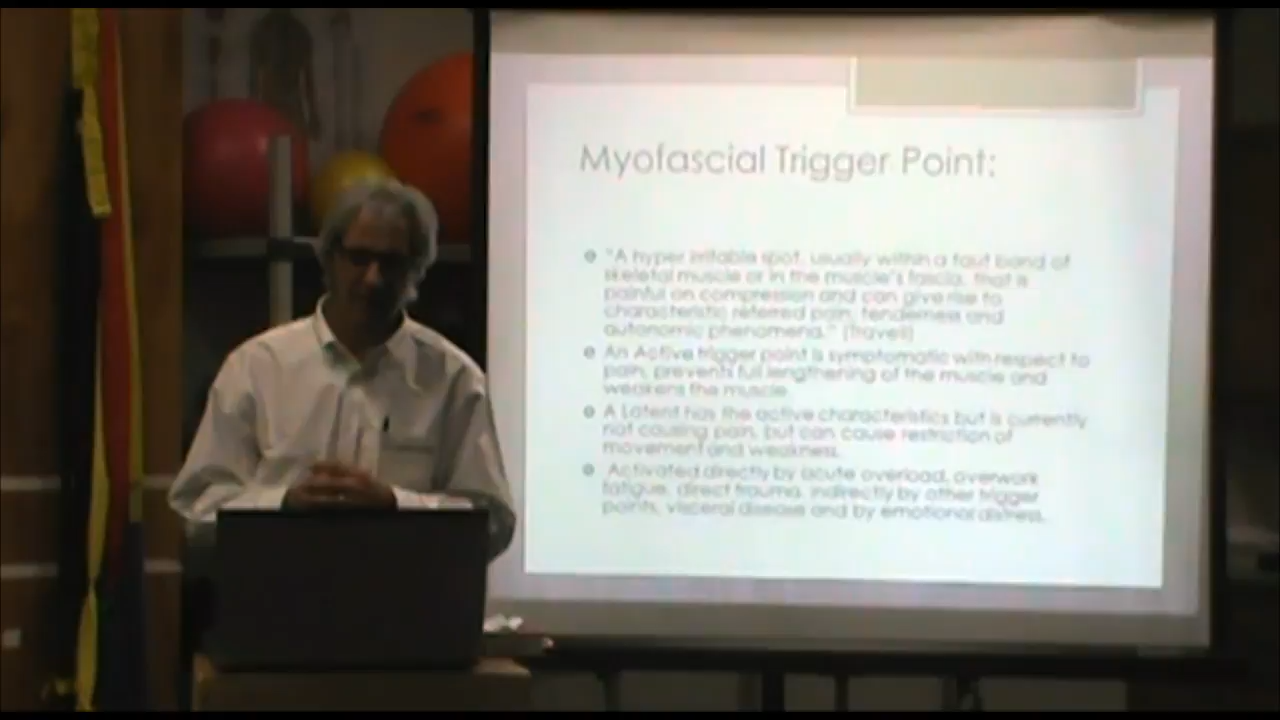 Myofascial Trigger Point:
"A hyper irritable spot, usually within a taut band of
skeletal muscle or in the muscle's fascia, that is
painful on compression and can give rise to
characteristic referred pain, tenderness and
autonomic phenomena." (Travell)
An Active trigger point is symptomatic with respect to
pain, prevents full lengthening of the muscle and
weakens the muscle.
A Latent has the active characteristics but is currently
not causing pain, but can cause restriction of
movement and weakness.
Activated directly by acute overload, overwork
fatigue, direct trauma, indirectly by other trigger
points, visceral disease and by emotional distress.